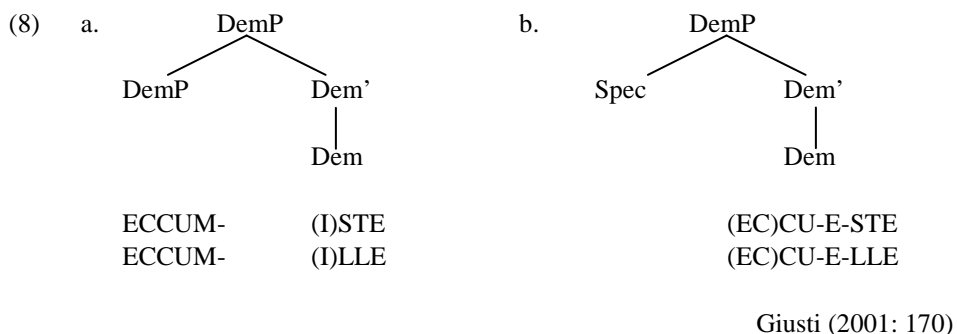 (8) a. DemP b. DemP
DemP Dem’ Spec Dem’
Dem Dem
ECCUM- (I)STE (EC)CU-E-STE
ECCUM- (I)LLE (EC)CU-E-LLE
Giusti (2001: 170)